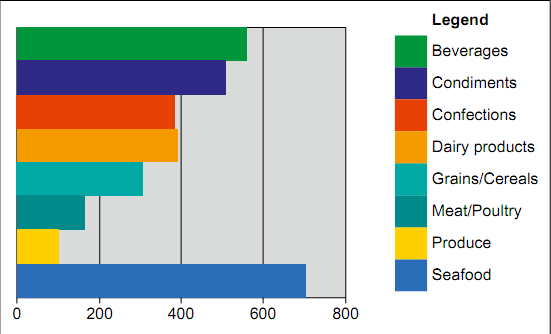 Legend
Beverages
Condiments
Confections
Dairy products
Grains/Cereals
Meat/Poultry
Produce
Seafood
0 200 400 600 800